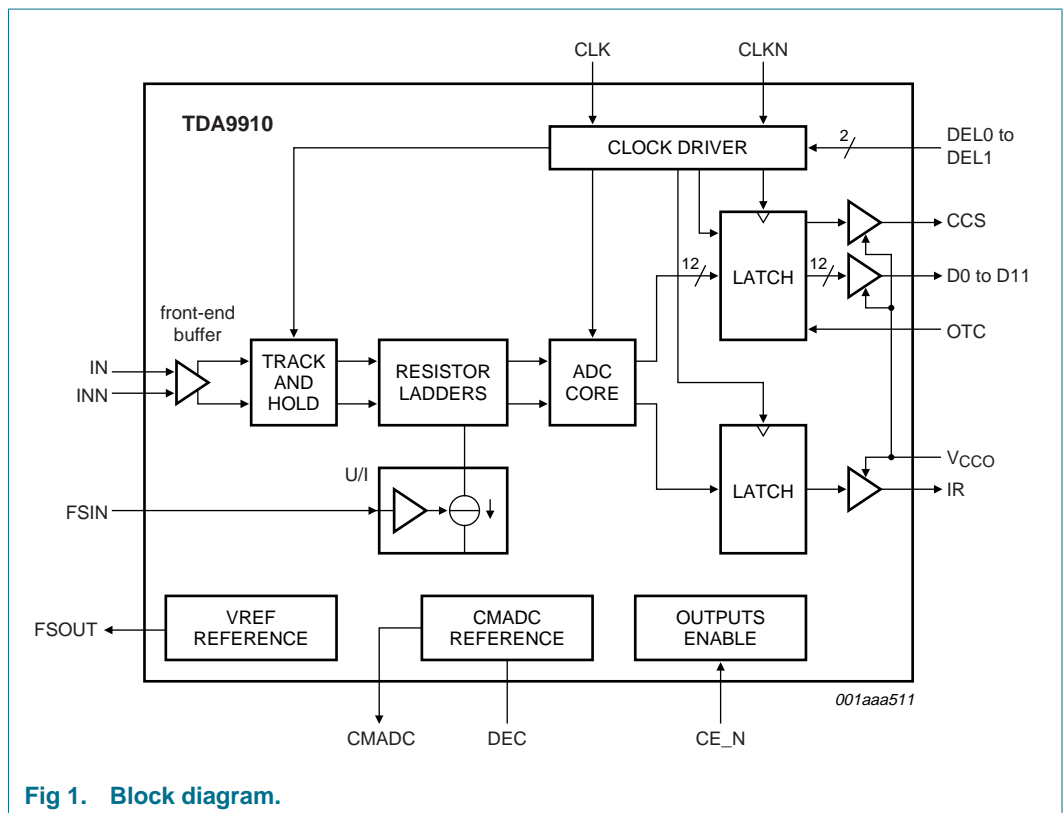 CLK
CLKN
TDA9910
CLOCK DRIVER
2
DEL0 to
DEL1
CCS
12
LATCH
12
D0 to D11
OTC
front-end
buffer
IN
INN
TRACK
AND
HOLD
RESISTOR
LADDERS
ADC
CORE
U/I
LATCH
VCCO
IR
FSIN
FSOUT
VREF
REFERENCE
CMADC
REFERENCE
OUTPUTS
ENABLE
001aaa511
CMADC
DEC
CE_N
Fig 1. Block diagram.